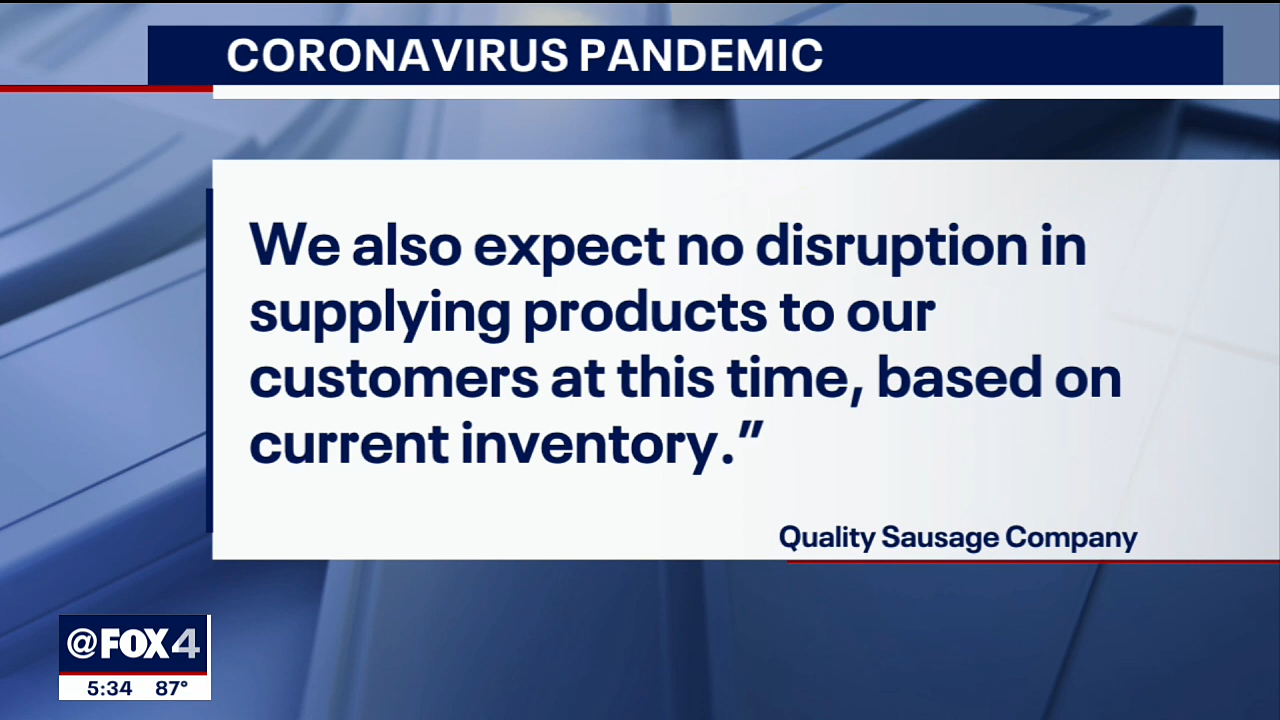 CORONAVIRUS PANDEMIC
We also expect no disruption in
supplying products to our
customers at this time, based on
current inventory.”
Quality Sausage Company
@FOX4
5:34 87°